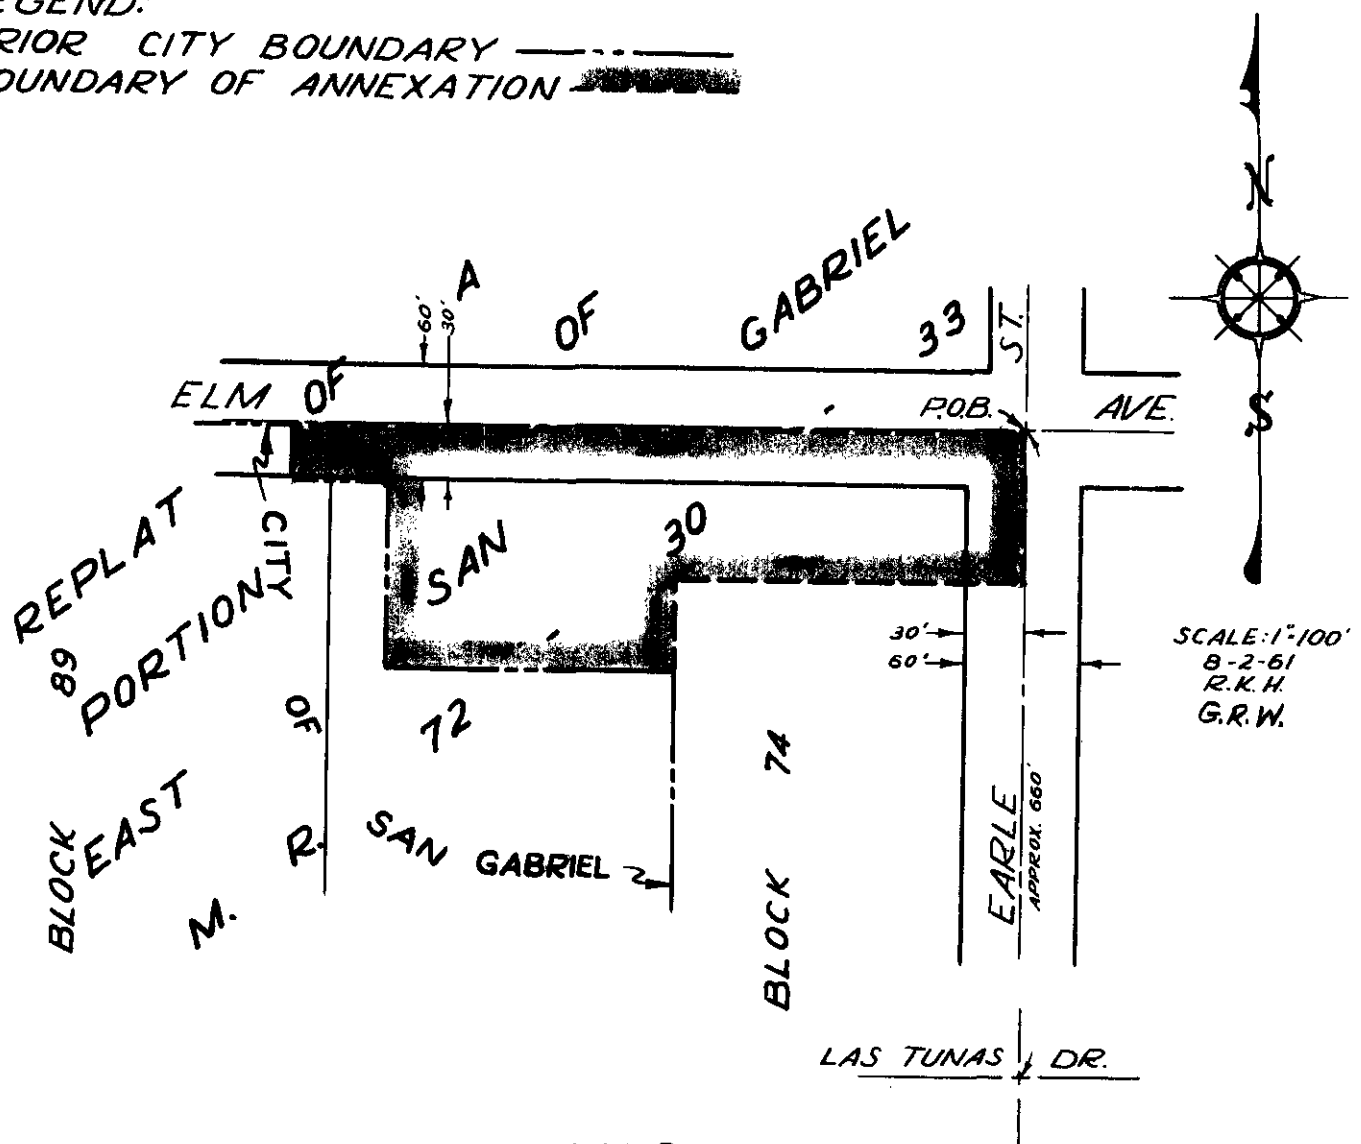 EGEND:
RIOR CITY BOUNDARY
OUNDARY OF ANNEXATION
N
S
SCALE: 1"=100'
8-2-61
R.K.H.
G.R.W.
REPLAT OF A
PORTION OF
EAST SAN GABRIEL
M. R. 72 30 33
60'
30'
ELM AVE.
P.O.B.
ST.
CITY
OF
SAN GABRIEL
30'
60'
BLOCK 89
BLOCK 74
EARLE
APPROX. 660'
LAS TUNAS DR.